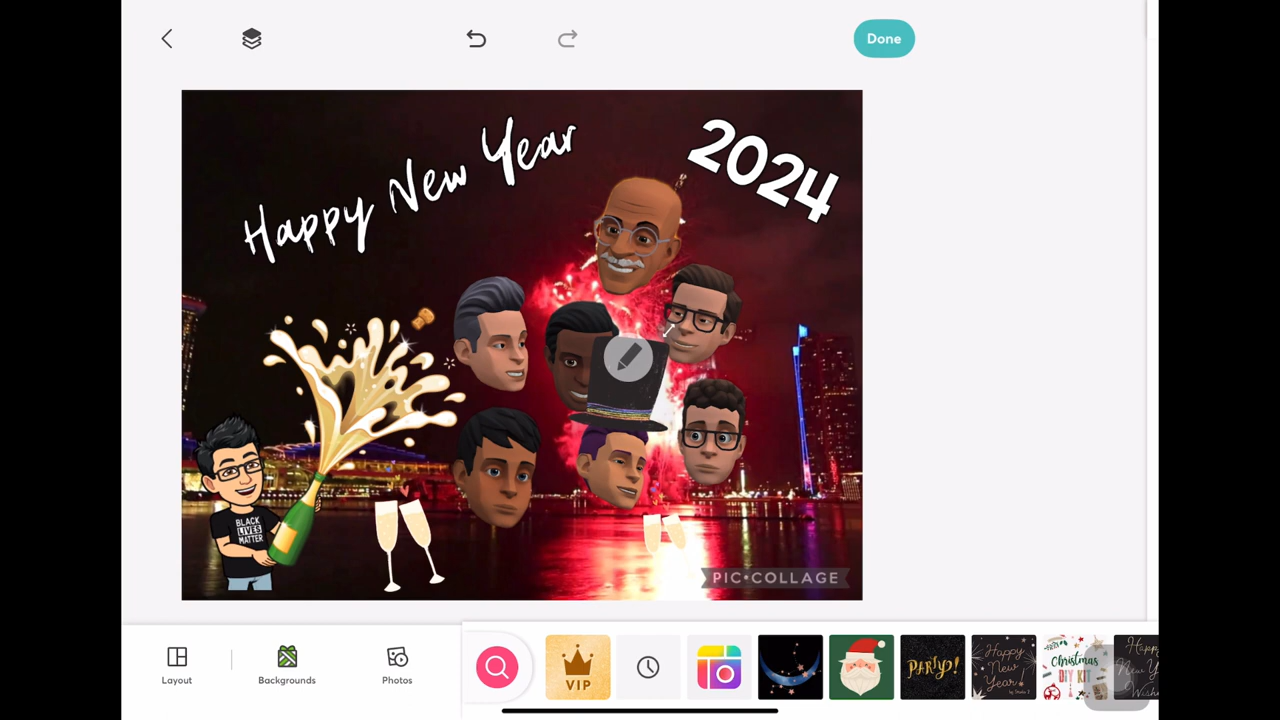 Done
Happy New Year
2024
BLACK
LIVES
MATTER
PIC•COLLAGE
Layout
Backgrounds
Photos
VIP
PARTY!
Happy
New
Year!
Christmas
DIY KIT